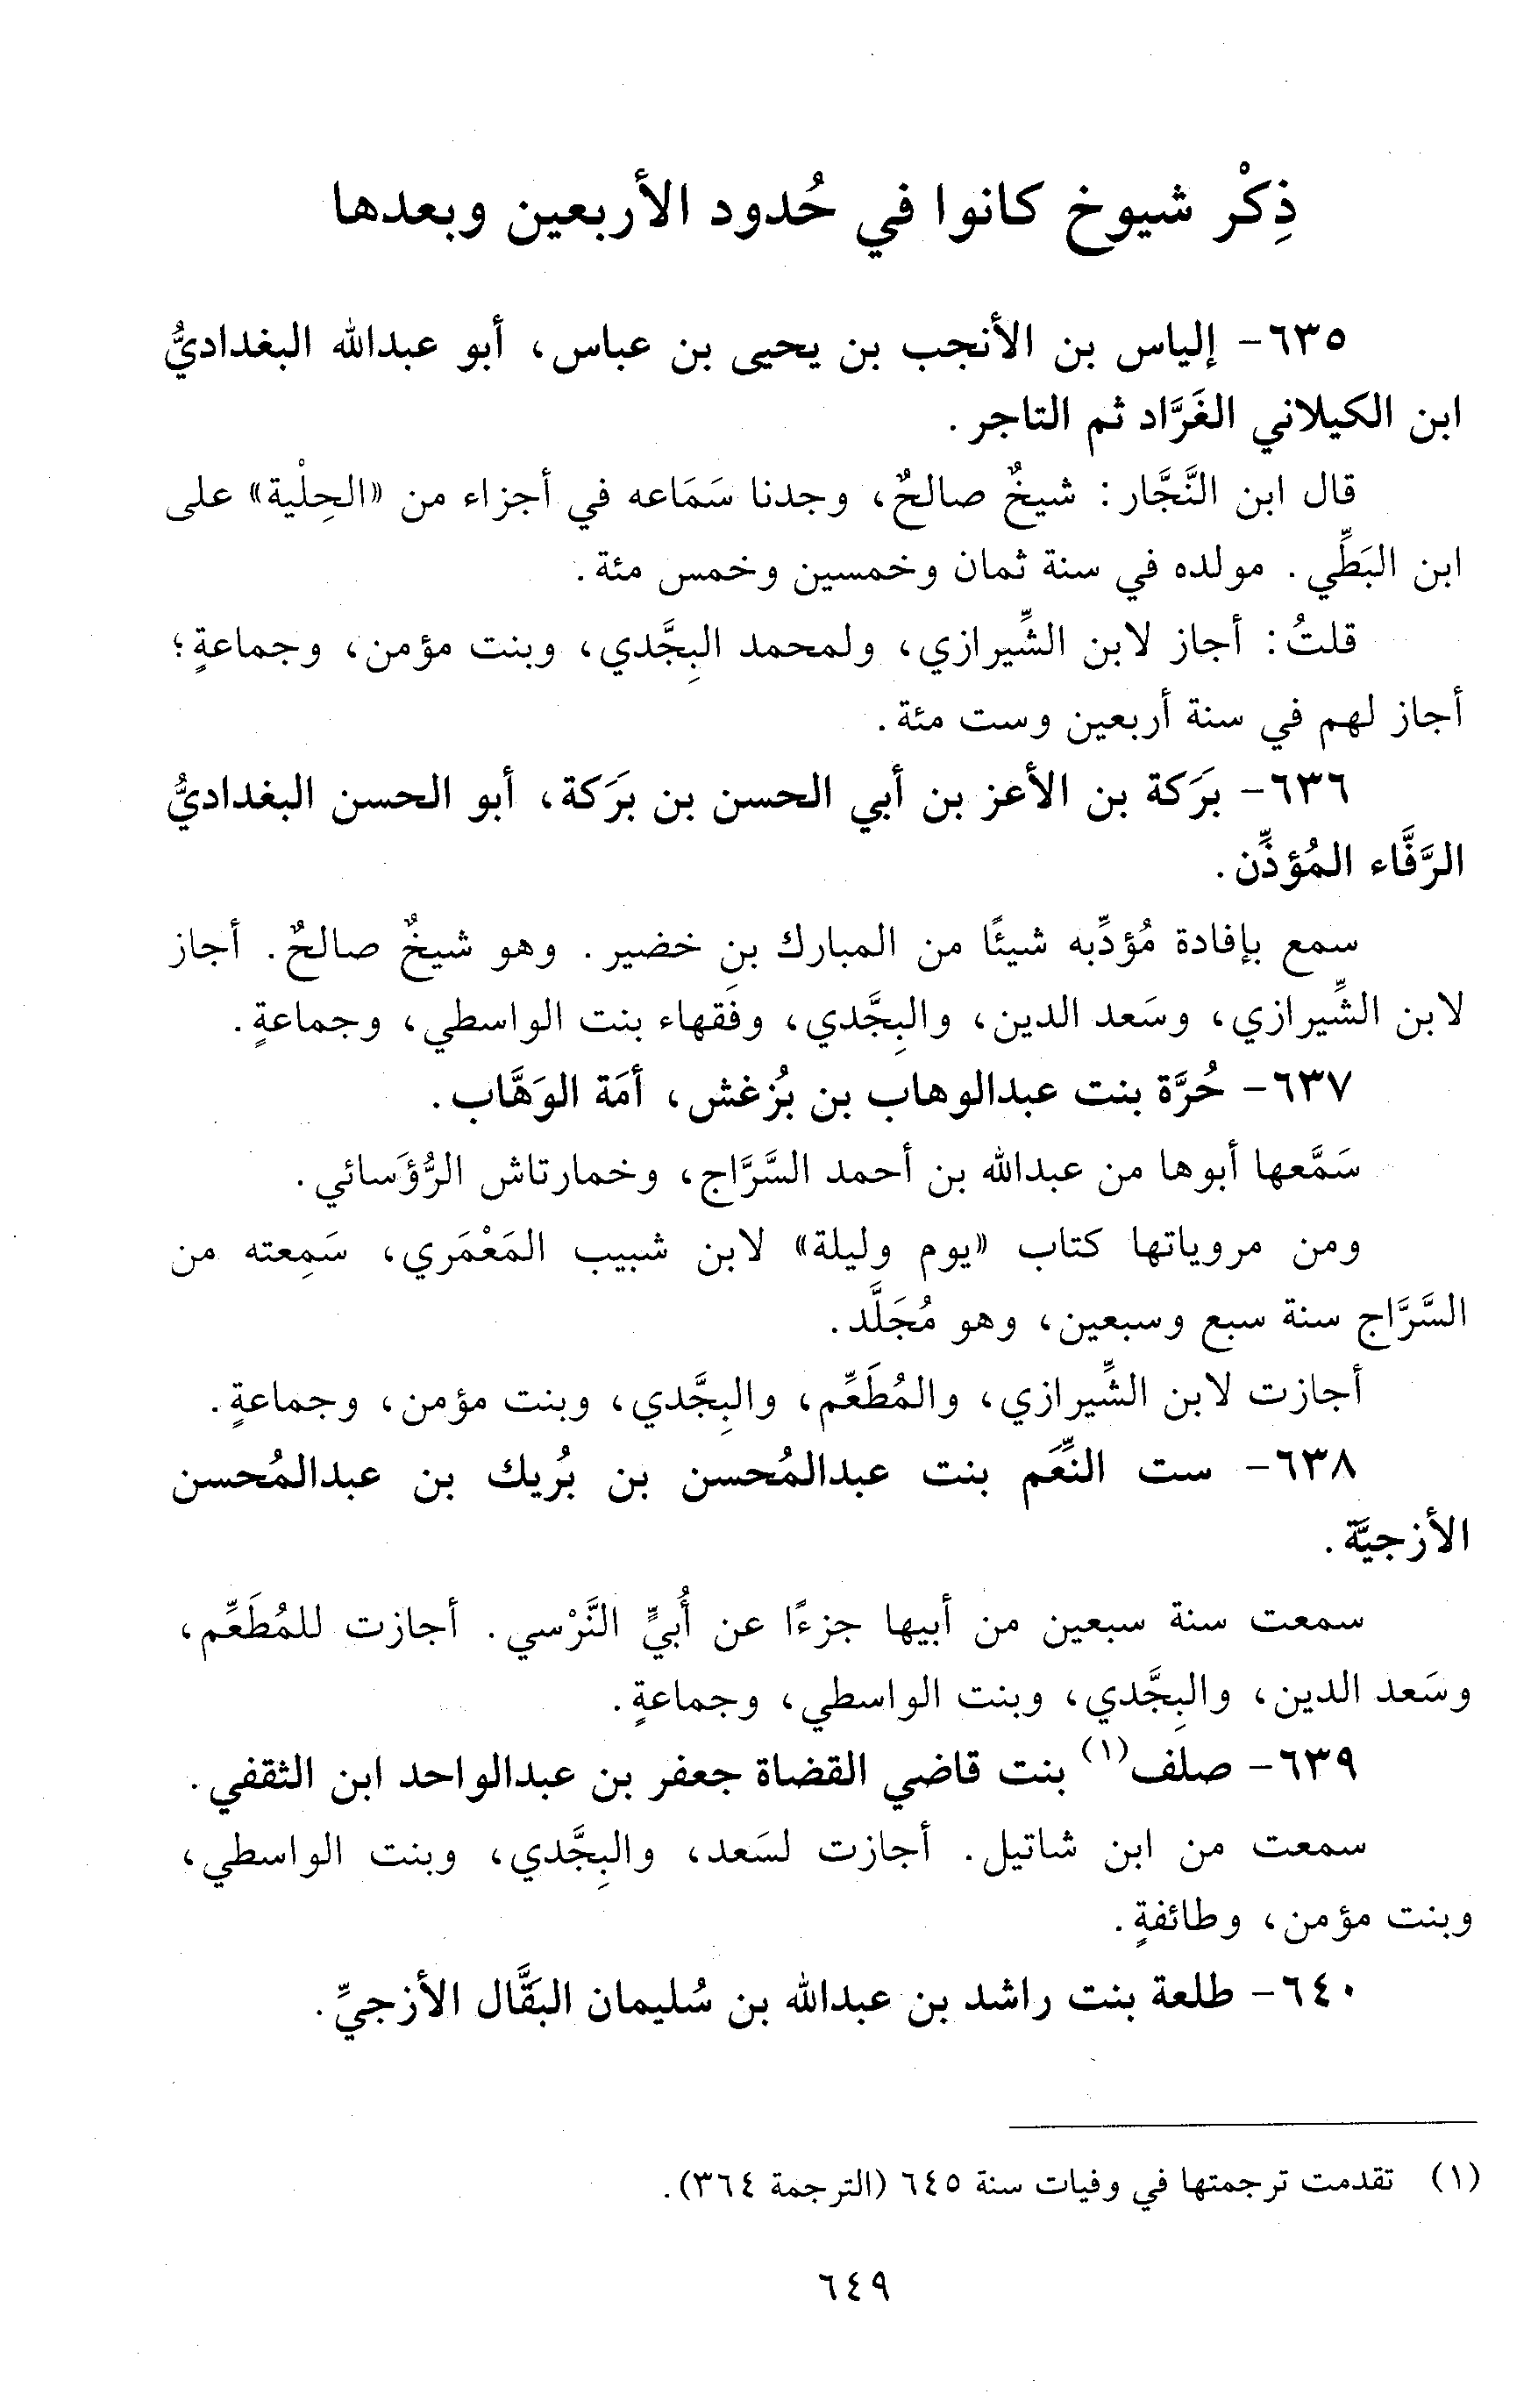 ذِكْر شيوخ كانوا في حُدود الأربعين وبعدها
٦٣٥- إلياس بن الأنجب بن يحيى بن عباس، أبو عبدالله البغداديُّ
ابن الكيلاني الغَرَّاد ثم التاجر.
قال ابن النَّجَّار: شيخٌ صالحٌ، وجدنا سَمَاعه في أجزاء من «الحِلْية» على
ابن البَطِّي. مولده في سنة ثمان وخمسين وخمس مئة.
قلتُ: أجاز لابن الشِّيرازي، ولمحمد البِجَّدي، وبنت مؤمن، وجماعةٍ؛
أجاز لهم في سنة أربعين وست مئة.
٦٣٦- بَرَكة بن الأعز بن أبي الحسن بن بَرَكة، أبو الحسن البغداديُّ
الرَّفَّاء المُؤذِّن.
سمع بإفادة مُؤدِّبه شيئًا من المبارك بن خضير. وهو شيخٌ صالحٌ. أجاز
لابن الشِّيرازي، وسَعد الدين، والبِجَّدي، وفَقهاء بنت الواسطي، وجماعةٍ.
٦٣٧- حُرَّة بنت عبدالوهاب بن بُزغش، أمَة الوَهَّاب.
سَمَّعها أبوها من عبدالله بن أحمد السَّرَّاج، وخمارتاش الرُّؤَسائي.
ومن مروياتها كتاب «يوم وليلة» لابن شبيب المَعْمَري، سَمِعته من
السَّرَّاج سنة سبع وسبعين، وهو مُجَلَّد.
أجازت لابن الشِّيرازي، والمُطَعِّم، والبِجَّدي، وبنت مؤمن، وجماعةٍ.
٦٣٨- ست النِّعَم بنت عبدالمُحسن بن بُريك بن عبدالمُحسن
الأزجيَّة.
سمعت سنة سبعين من أبيها جزءًا عن أُبيٍّ النَّرْسي. أجازت للمُطَعِّم،
وسَعد الدين، والبِجَّدي، وبنت الواسطي، وجماعةٍ.
٦٣٩- صلف(١) بنت قاضي القضاة جعفر بن عبدالواحد ابن الثقفي.
سمعت من ابن شاتيل. أجازت لسَعد، والبِجَّدي، وبنت الواسطي،
وبنت مؤمن، وطائفةٍ.
٦٤٠- طلعة بنت راشد بن عبدالله بن سُليمان البَقَّال الأزجيِّ.
(١) تقدمت ترجمتها في وفيات سنة ٦٤٥ (الترجمة ٣٦٤).
٦٤٩